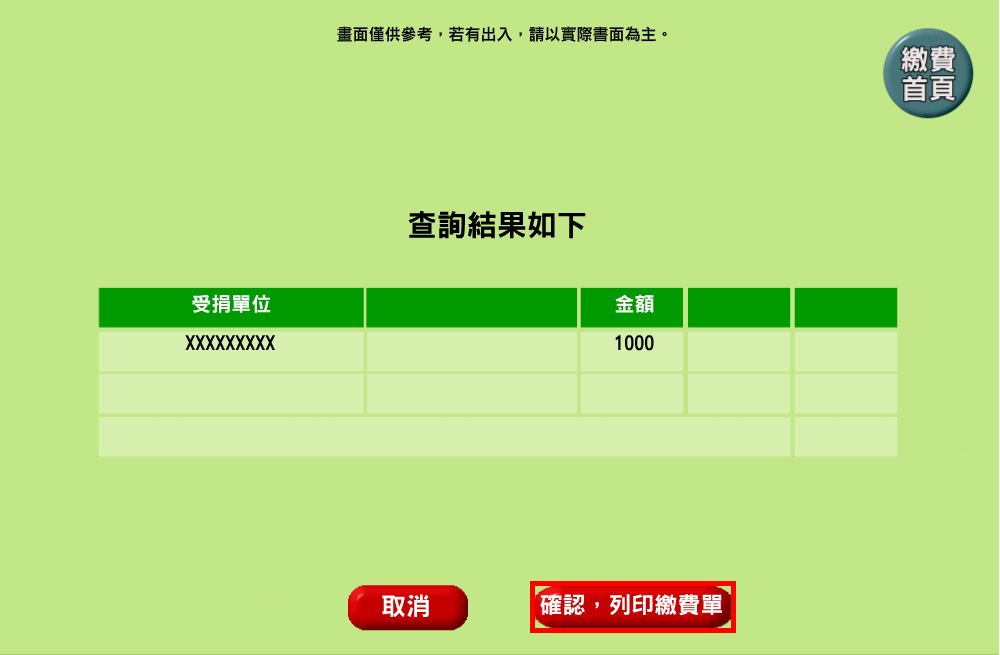 畫面僅供參考，若有出入，請以實際書面為主。
繳費
首頁
查詢結果如下
受捐單位 金額
XXXXXXXXX 1000
取消 確認，列印繳費單